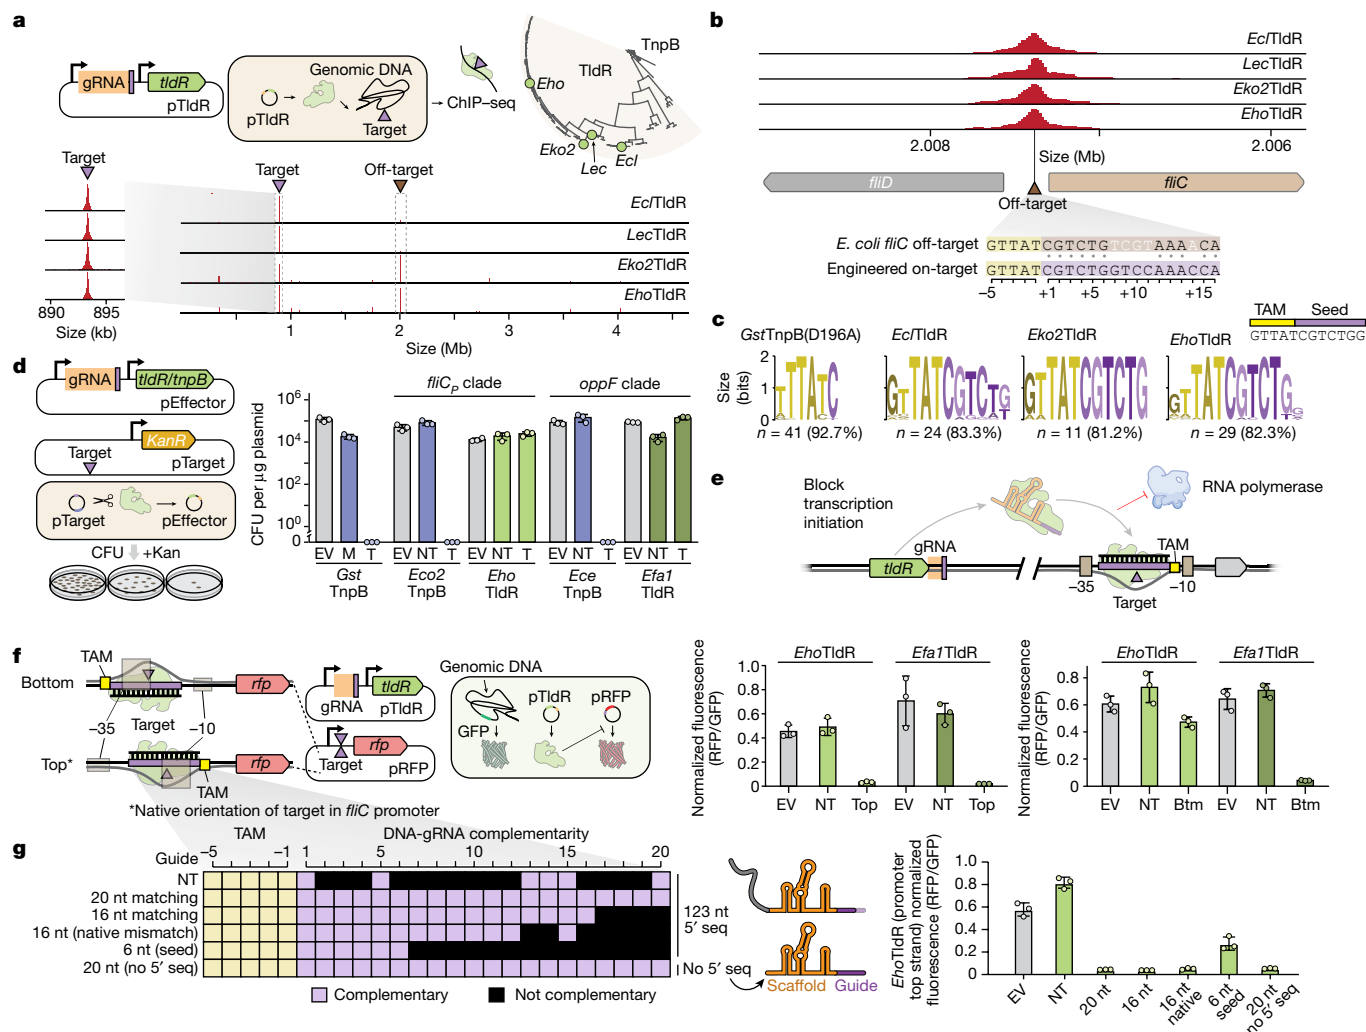 a
gRNA
tldR
pTldR
Genomic DNA
pTldR
Target
ChIP–seq
TnpB
TldR
Eho
Eko2
Lec
Ecl
Target
Target
Off-target
EclTldR
LecTldR
Eko2TldR
EhoTldR
890
895
Size (kb)
1
2
3
4
Size (Mb)
b
EclTldR
LecTldR
Eko2TldR
EhoTldR
2.008
2.006
Size (Mb)
fliD
fliC
Off-target
E. coli fliC off-target
GTTATCGTCTGTCGTAAAACA
Engineered on-target
GTTATCGTCTGGTCCAAACCA
−5
+1
+5
+10
+15
c
TAM
Seed
GTTATCGTCTGG
GstTnpB(D196A)
EclTldR
Eko2TldR
EhoTldR
Size (bits)
2
1
0
n = 41 (92.7%)
n = 24 (83.3%)
n = 11 (81.2%)
n = 29 (82.3%)
d
gRNA
tldR/tnpB
pEffector
KanR
Target
pTarget
pTarget
pEffector
CFU
+Kan
CFU per μg plasmid
10^6
10^4
10^2
10^0
0
fliC_P clade
oppF clade
EV
M
T
EV
NT
T
EV
NT
T
EV
NT
T
EV
NT
T
Gst TnpB
Eco2 TnpB
Eho TldR
Ece TnpB
Efa1 TldR
e
Block transcription initiation
RNA polymerase
tldR
gRNA
−35
TAM
−10
Target
f
TAM
Bottom
rfp
−35
Target
−10
Top*
rfp
TAM
*Native orientation of target in fliC promoter
gRNA
tldR
pTldR
Target
rfp
pRFP
Genomic DNA
GFP
pTldR
pRFP
Normalized fluorescence (RFP/GFP)
1.0
0.8
0.6
0.4
0.2
0
EhoTldR
Efa1TldR
EV
NT
Top
EV
NT
Top
Normalized fluorescence (RFP/GFP)
0.8
0.6
0.4
0.2
0
EhoTldR
Efa1TldR
EV
NT
Btm
EV
NT
Btm
g
TAM
DNA-gRNA complementarity
Guide
−5
−1
1
5
10
15
20
NT
20 nt matching
16 nt matching
16 nt (native mismatch)
6 nt (seed)
20 nt (no 5′ seq)
123 nt 5′ seq
No 5′ seq
Complementary
Not complementary
Scaffold
Guide
EhoTldR (promoter top strand) normalized fluorescence (RFP/GFP)
1.0
0.8
0.6
0.4
0.2
0
EV
NT
20 nt
16 nt
16 nt native
6 nt seed
20 nt no 5′ seq